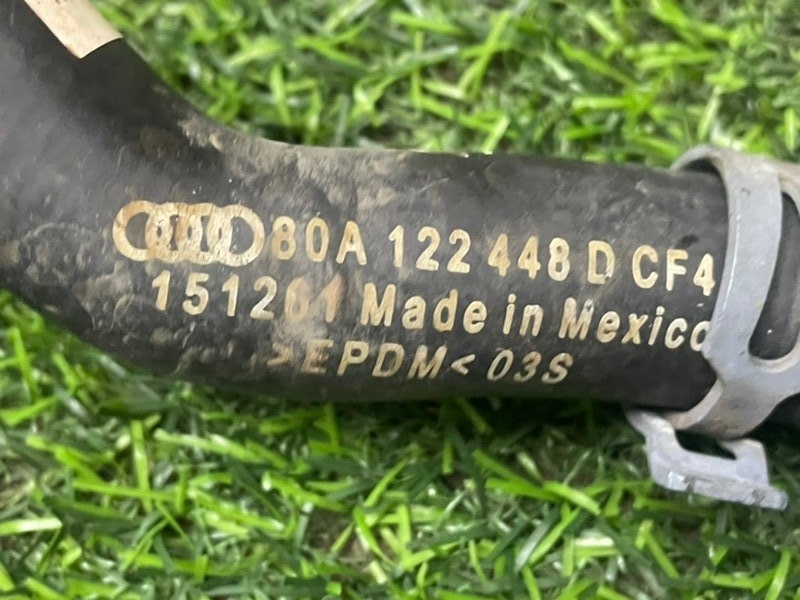 80A 122 448 D CF4
151261 Made in Mexico
>EPDM< 03S